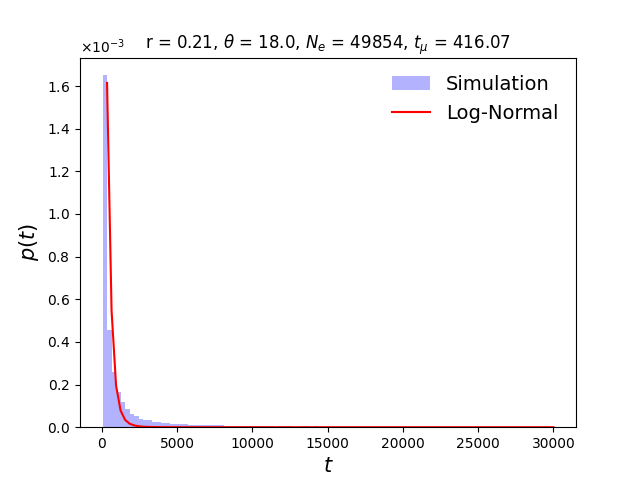 ×10⁻³
r = 0.21, θ = 18.0, Nₑ = 49854, t_μ = 416.07
Simulation
Log-Normal
p(t)
1.6
1.4
1.2
1.0
0.8
0.6
0.4
0.2
0.0
0 5000 10000 15000 20000 25000 30000
t